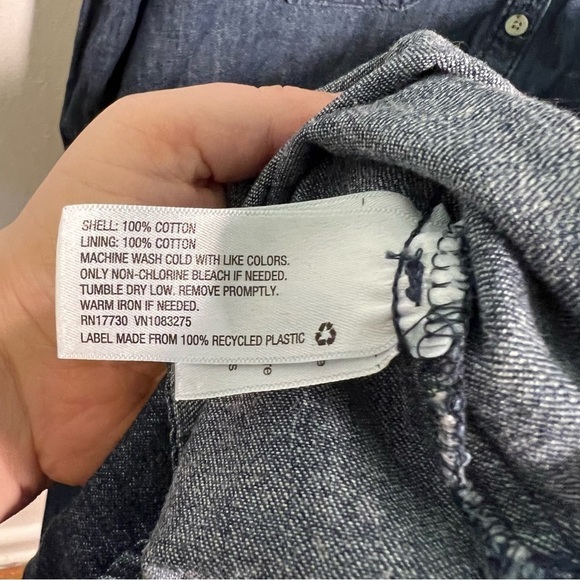 SHELL: 100% COTTON
LINING: 100% COTTON
MACHINE WASH COLD WITH LIKE COLORS.
ONLY NON-CHLORINE BLEACH IF NEEDED.
TUMBLE DRY LOW. REMOVE PROMPTLY.
WARM IRON IF NEEDED.
RN17730 VN1083275
LABEL MADE FROM 100% RECYCLED PLASTIC